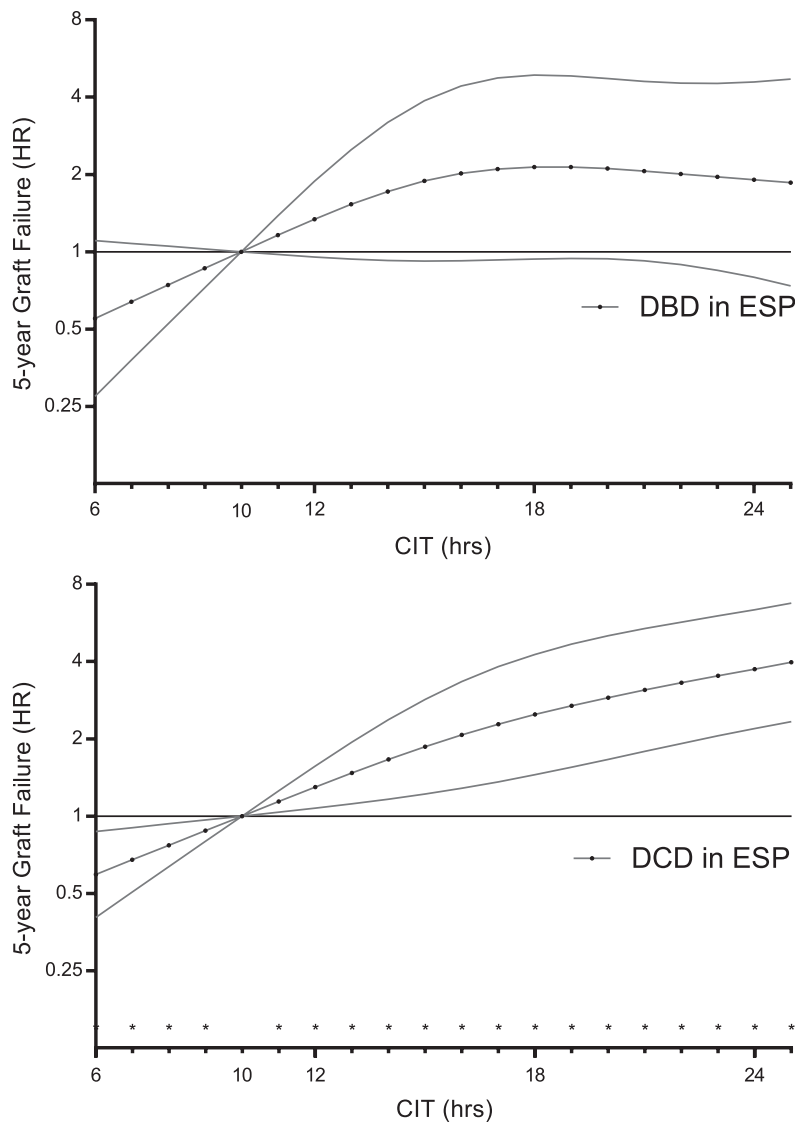 8
4
2
1
0.5
0.25
5-year Graft Failure (HR)
DBD in ESP
6 10 12 18 24
CIT (hrs)
8
4
2
1
0.5
0.25
5-year Graft Failure (HR)
DCD in ESP
* * * * * * * * * * * * * * * * * * *
6 10 12 18 24
CIT (hrs)